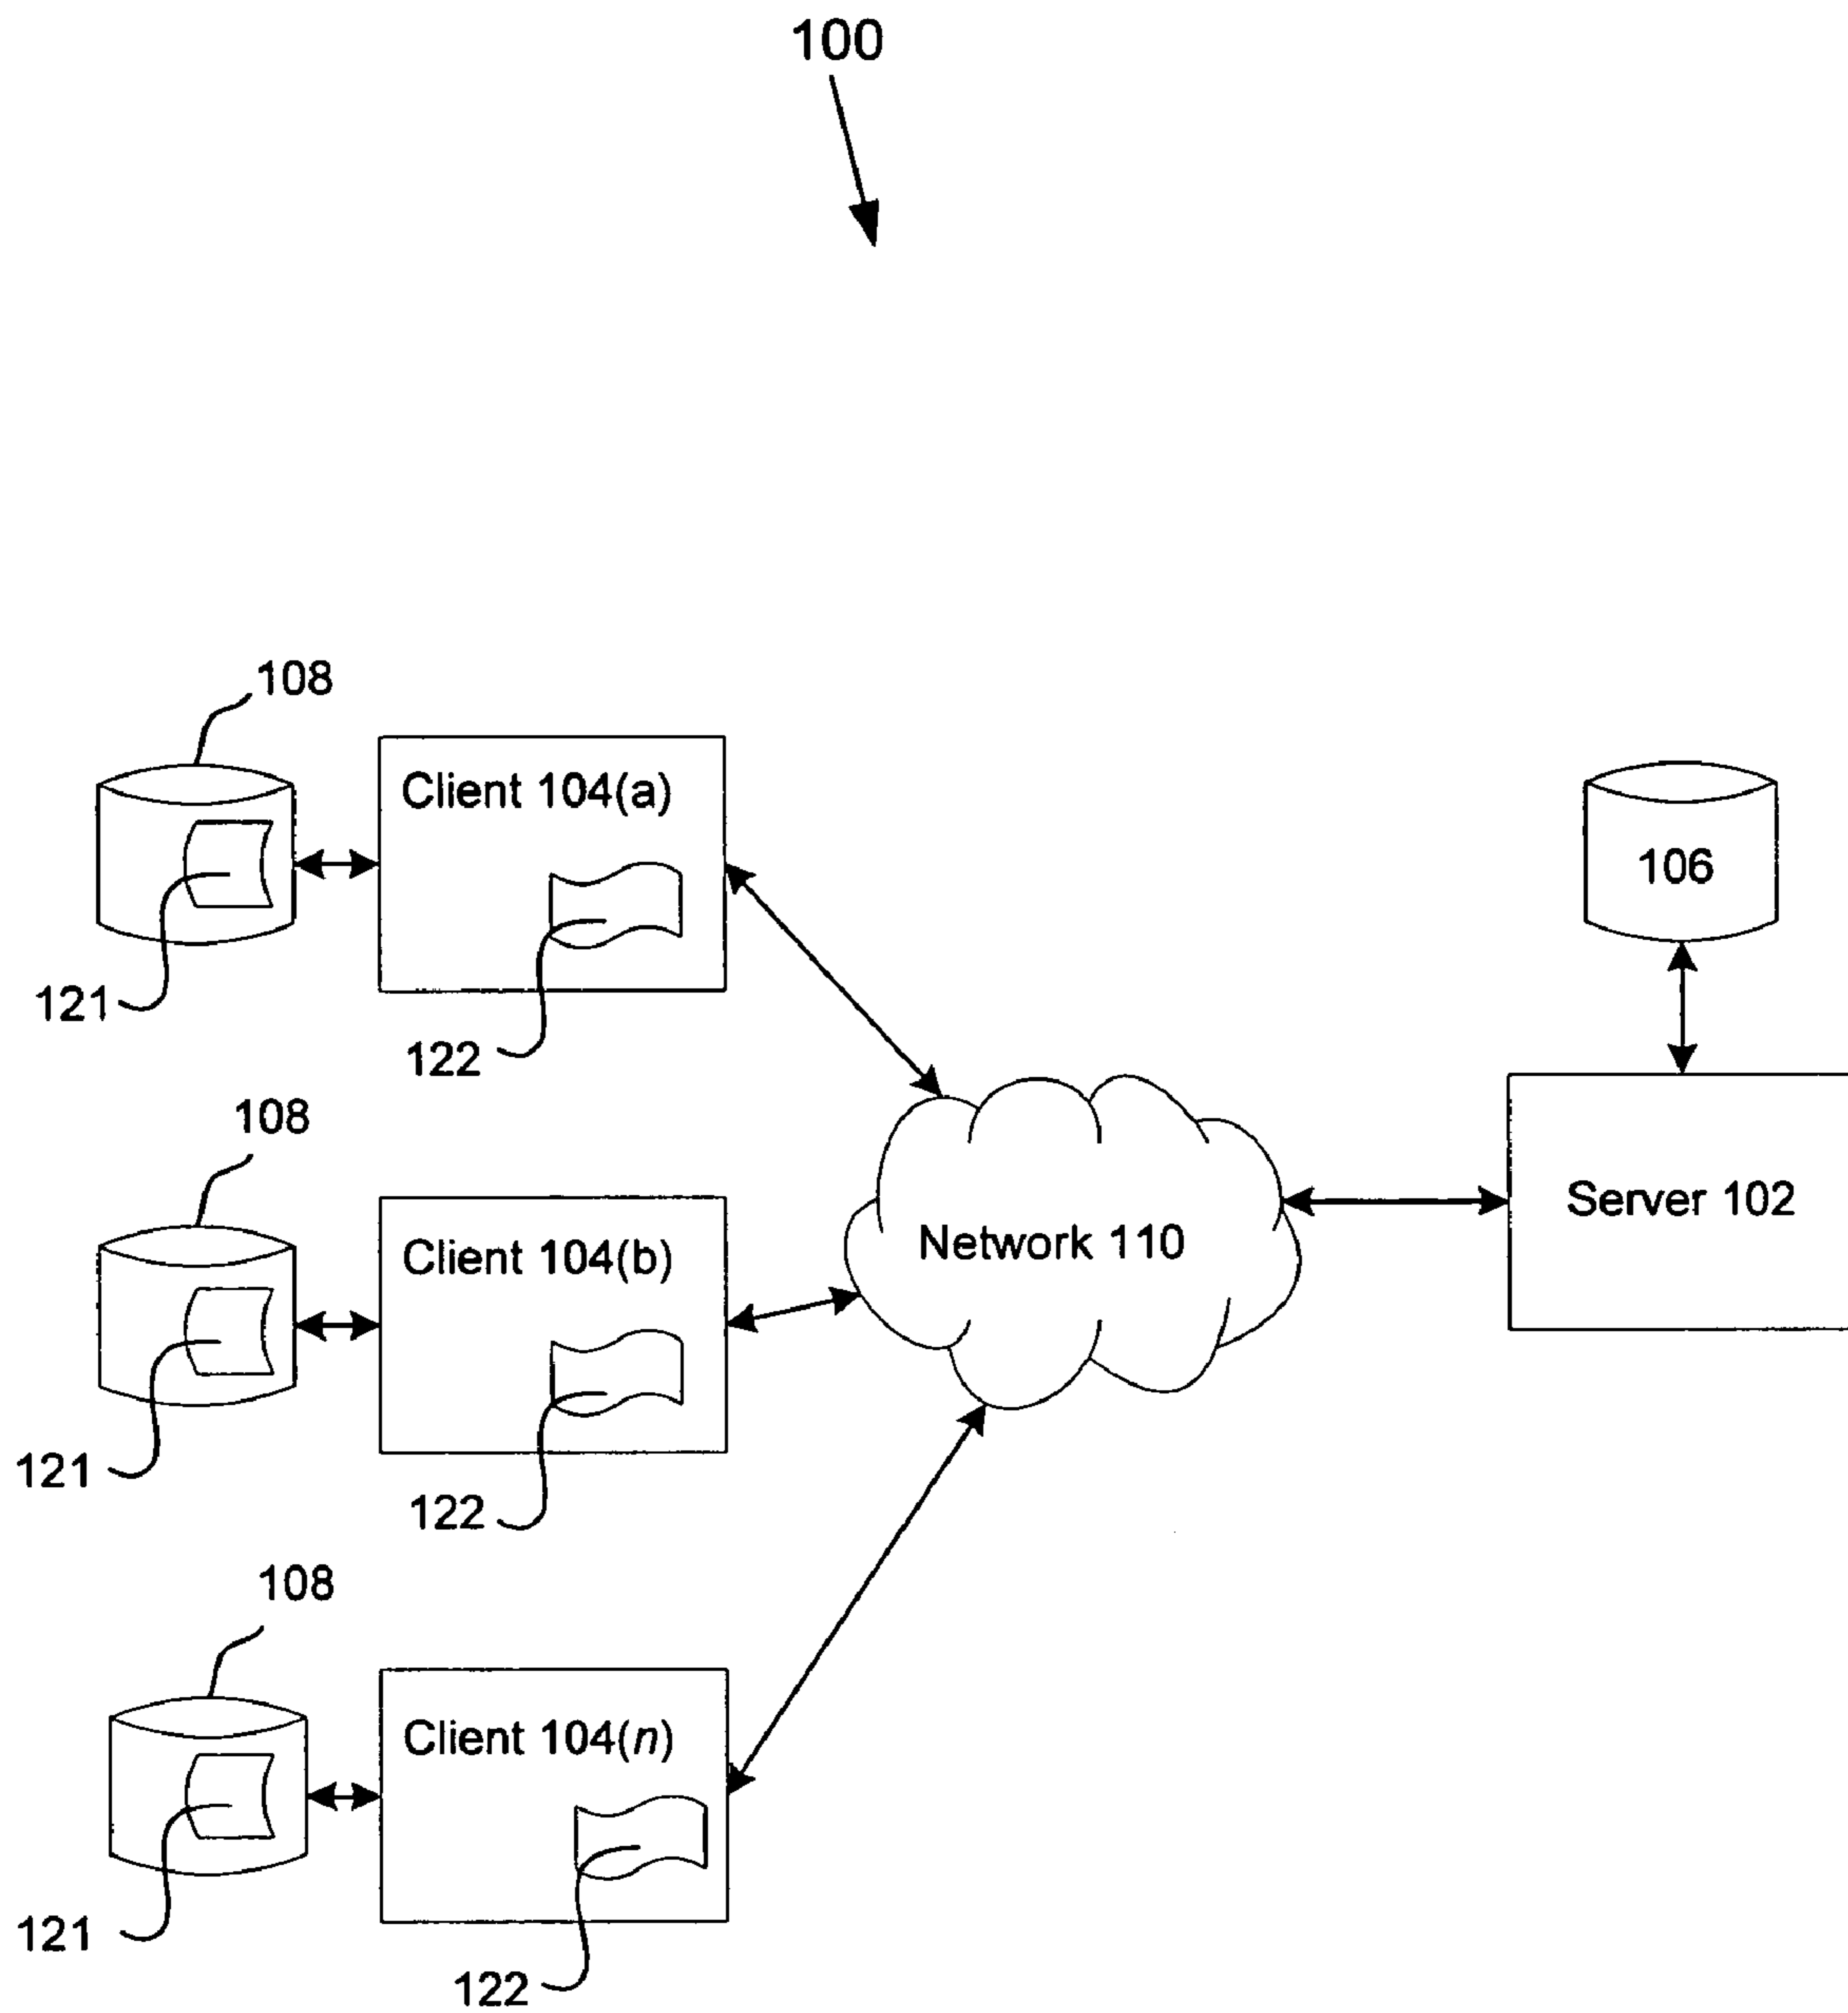 100
108
Client 104(a)
106
121
122
108
Server 102
Client 104(b)
Network 110
121
122
108
Client 104(n)
121
122